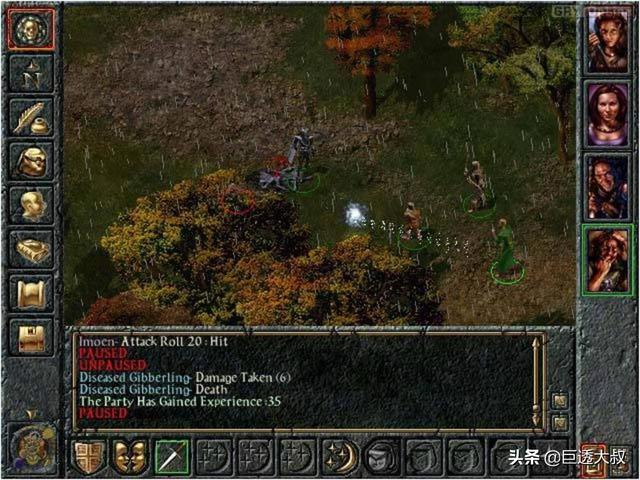 Imoen- Attack Roll 20 : Hit
PAUSED
UNPAUSED
Diseased Gibberling- Damage Taken (6)
Diseased Gibberling- Death
The Party Has Gained Experience :35
PAUSED
N
头条 @巨透大叔